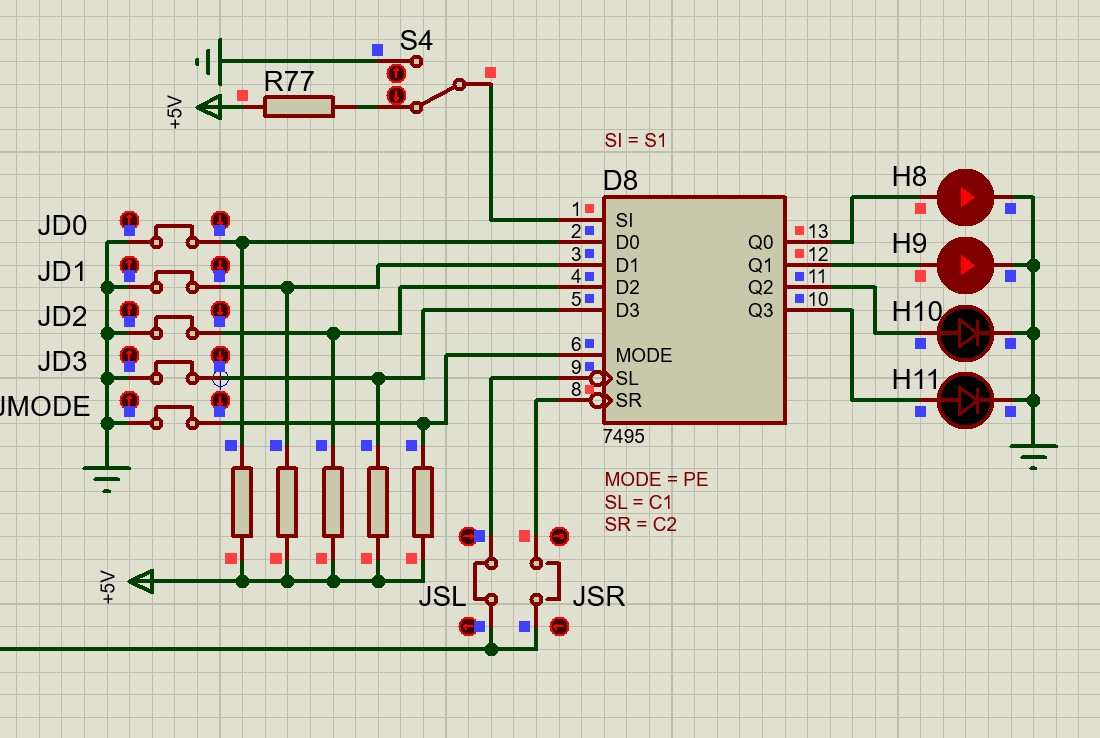 S4
R77
+5V
SI = S1
D8
JD0
JD1
JD2
JD3
JMODE
1 SI
2 D0
3 D1
4 D2
5 D3
6 MODE
9 SL
8 SR
Q0 13
Q1 12
Q2 11
Q3 10
7495
H8
H9
H10
H11
MODE = PE
SL = C1
SR = C2
+5V
JSL
JSR